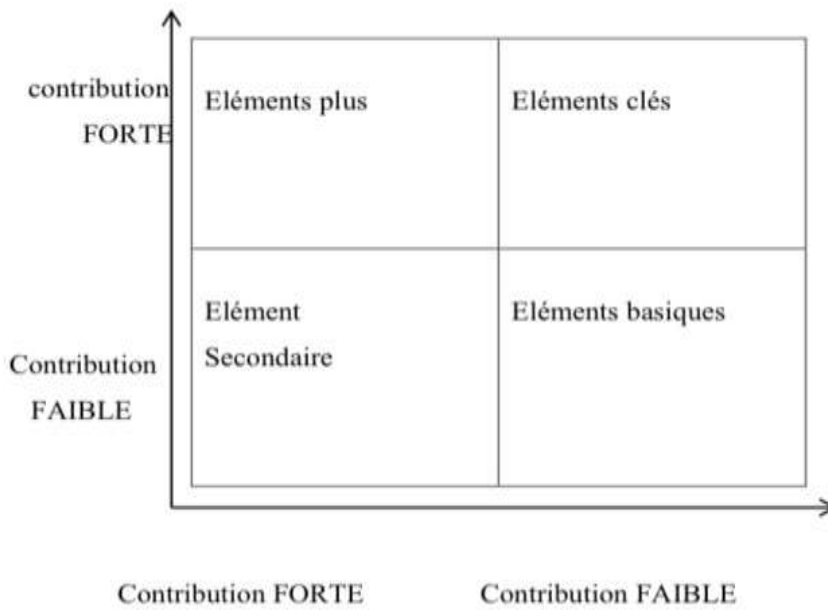 contribution
FORTE
Eléments plus
Eléments clés
Elément
Secondaire
Eléments basiques
Contribution
FAIBLE
Contribution FORTE
Contribution FAIBLE